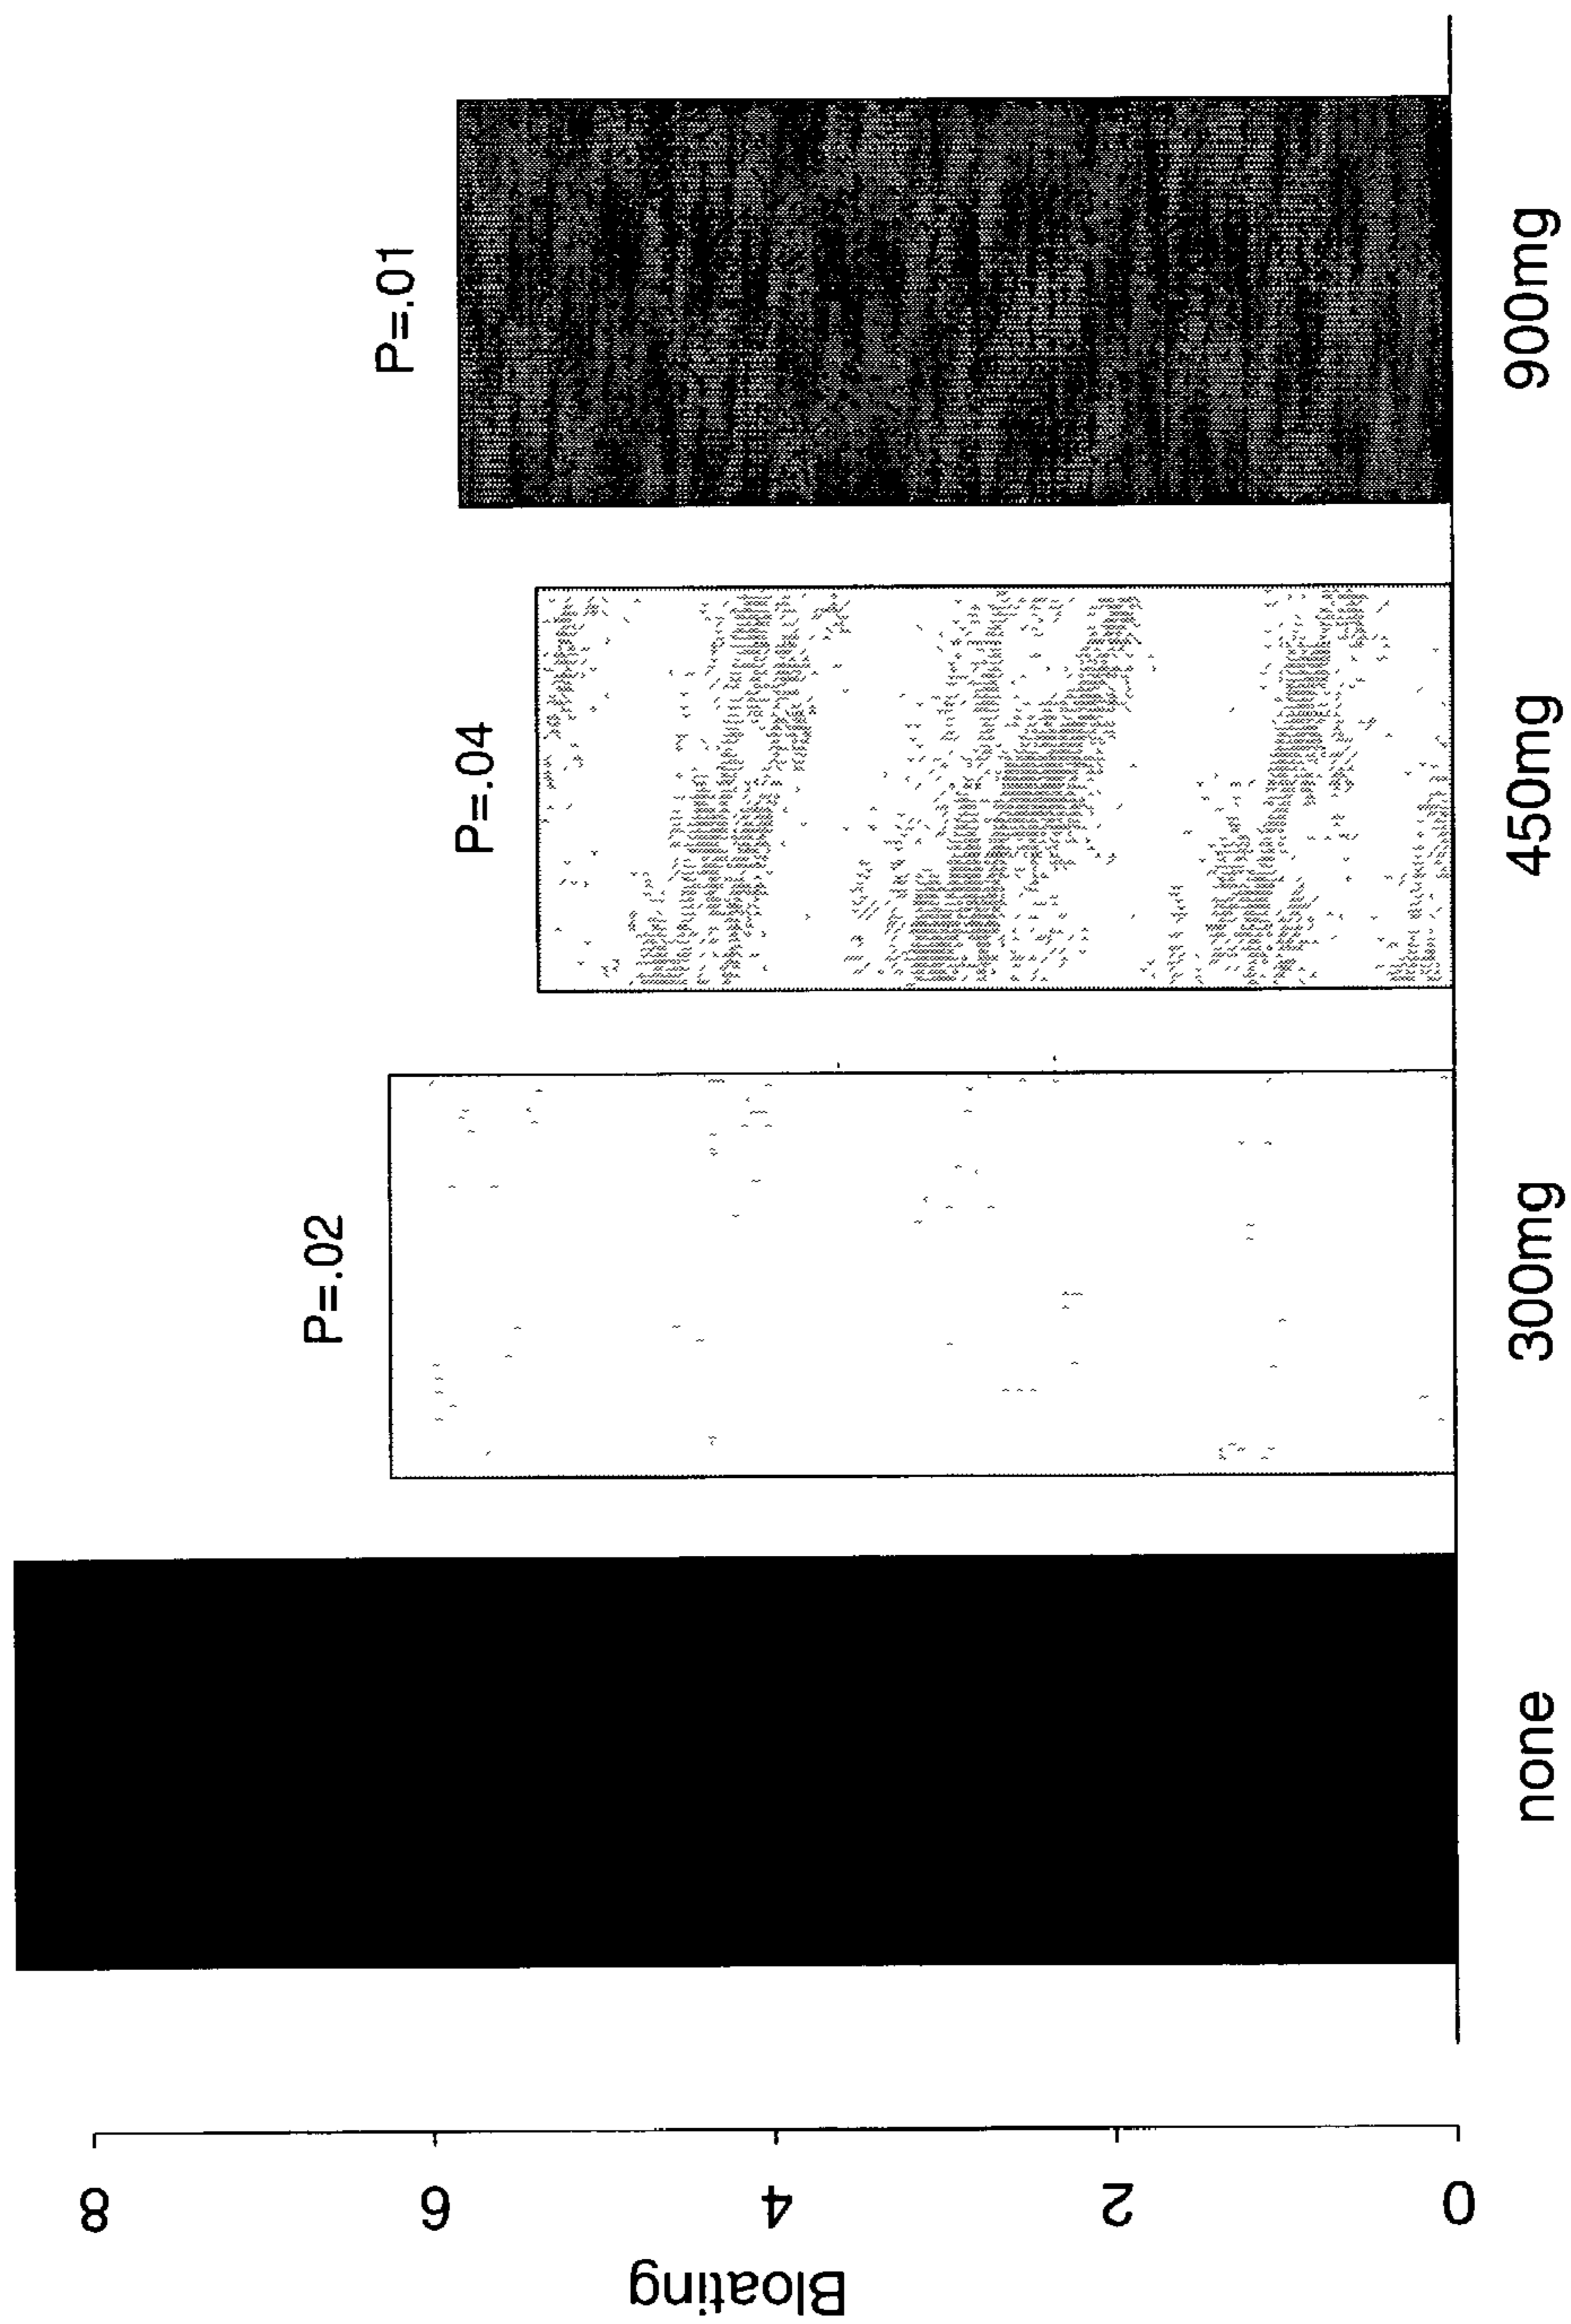 Bloating
8
6
4
2
0
P=.02
P=.04
P=.01
none
300mg
450mg
900mg